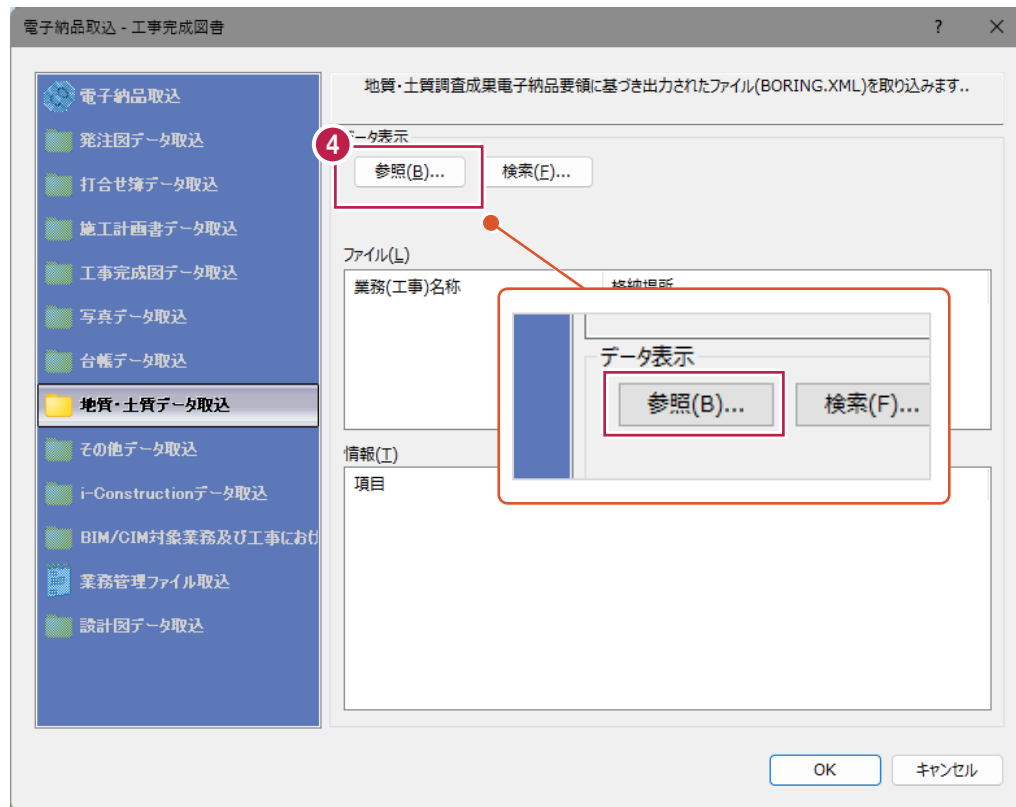 電子納品取込 - 工事完成図書
?
×
電子納品取込
発注図データ取込
打合せ簿データ取込
施工計画書データ取込
工事完成図データ取込
写真データ取込
台帳データ取込
地質・土質データ取込
その他データ取込
i-Constructionデータ取込
BIM/CIM対象業務及び工事におけ
業務管理ファイル取込
設計図データ取込
地質・土質調査成果電子納品要領に基づき出力されたファイル(BORING.XML)を取り込みます..
データ表示
4
参照(B)...
検索(F)...
ファイル(L)
業務(工事)名称
格納場所
データ表示
参照(B)...
検索(F)...
情報(T)
項目
OK
キャンセル